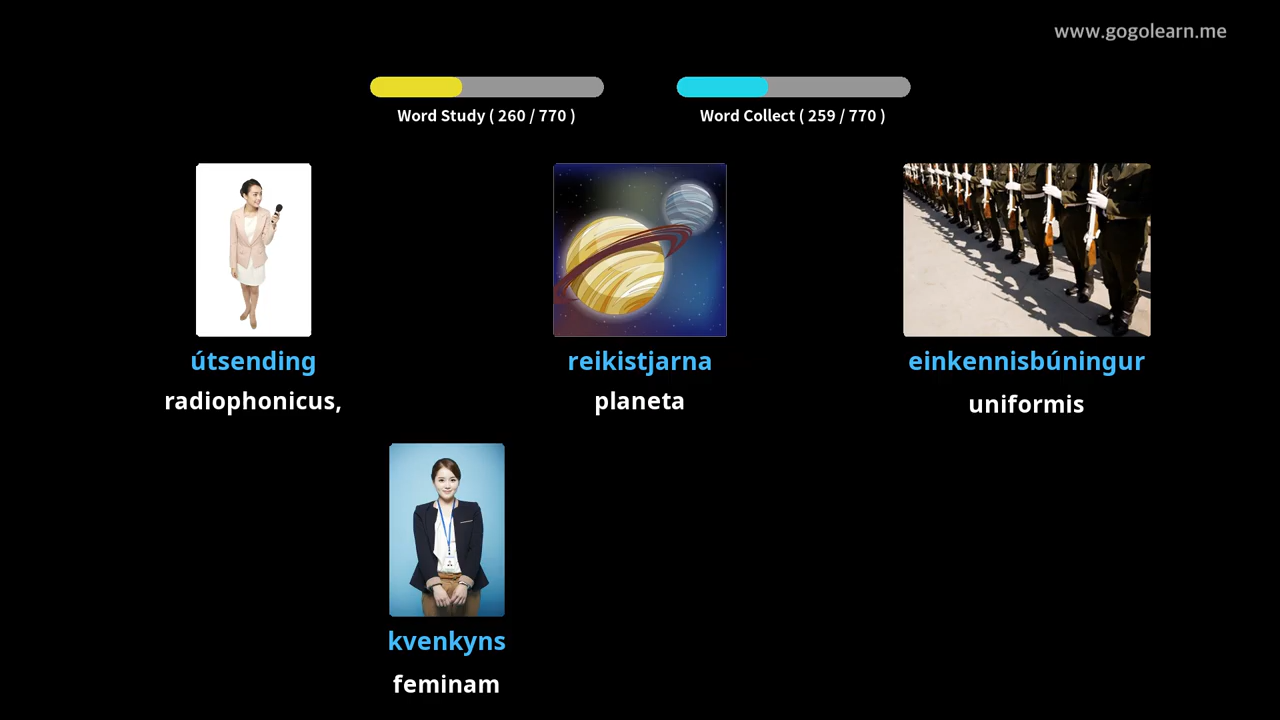 www.gogolearn.me
Word Study ( 260 / 770 )
Word Collect ( 259 / 770 )
útsending
reikistjarna
einkennisbúningur
radiophonicus,
planeta
uniformis
kvenkyns
feminam